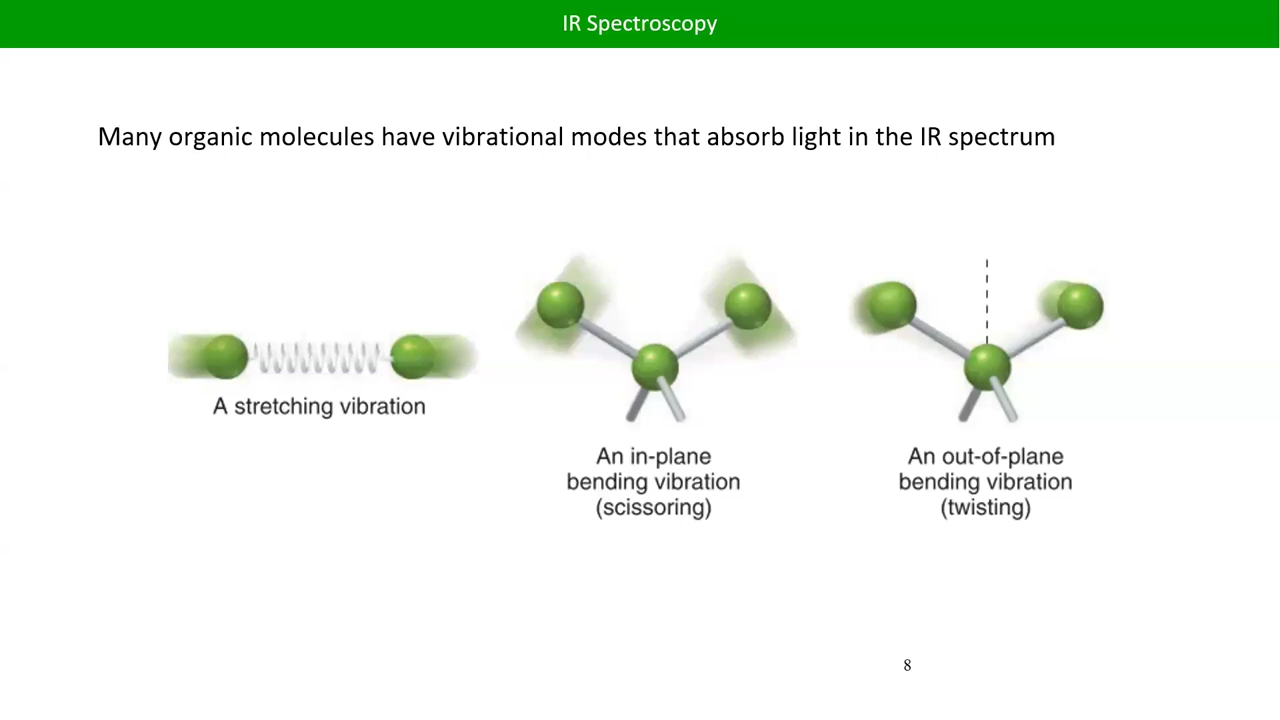 IR Spectroscopy
Many organic molecules have vibrational modes that absorb light in the IR spectrum
A stretching vibration
An in-plane
bending vibration
(scissoring)
An out-of-plane
bending vibration
(twisting)
8